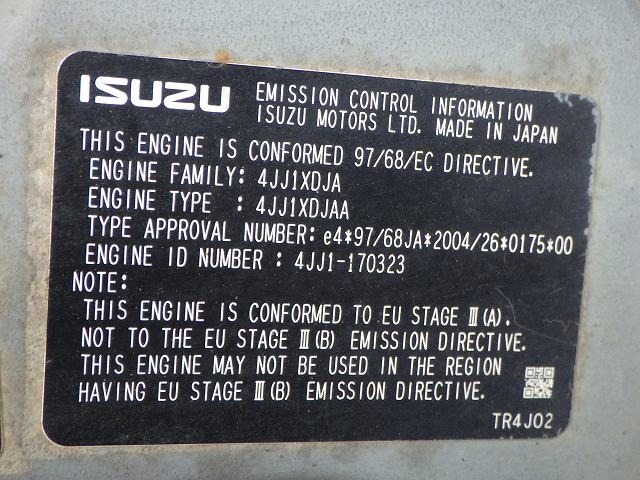 ISUZU EMISSION CONTROL INFORMATION
ISUZU MOTORS LTD. MADE IN JAPAN
THIS ENGINE IS CONFORMED 97/68/EC DIRECTIVE.
ENGINE FAMILY: 4JJ1XDJA
ENGINE TYPE : 4JJ1XDJAA
TYPE APPROVAL NUMBER: e4*97/68JA*2004/26*0175*00
ENGINE ID NUMBER : 4JJ1-170323
NOTE:
THIS ENGINE IS CONFORMED TO EU STAGE Ⅲ(A).
NOT TO THE EU STAGE Ⅲ(B) EMISSION DIRECTIVE.
THIS ENGINE MAY NOT BE USED IN THE REGION
HAVING EU STAGE Ⅲ(B) EMISSION DIRECTIVE.
TR4J02